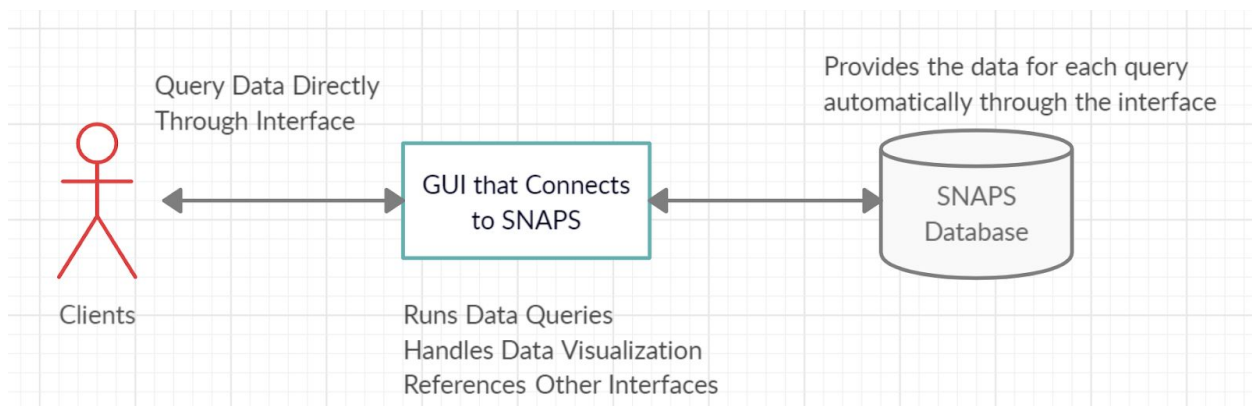 Query Data Directly
Through Interface
Provides the data for each query
automatically through the interface
GUI that Connects
to SNAPS
SNAPS
Database
Clients
Runs Data Queries
Handles Data Visualization
References Other Interfaces